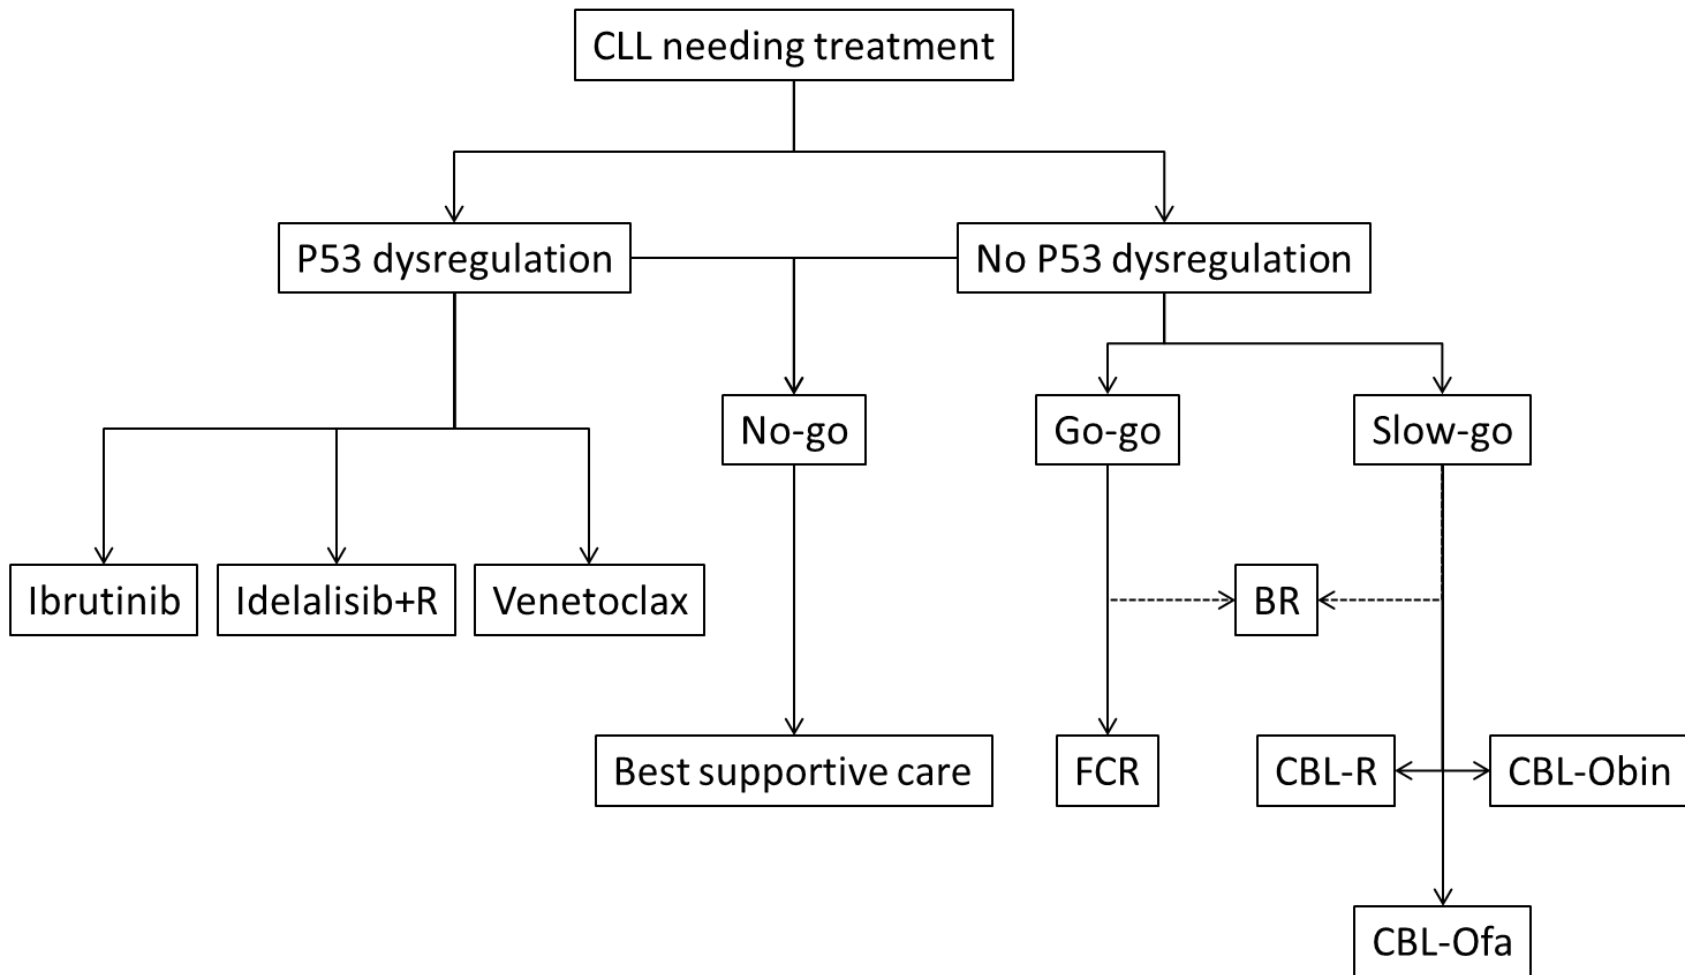 CLL needing treatment
P53 dysregulation
No P53 dysregulation
No-go
Go-go
Slow-go
Ibrutinib
Idelalisib+R
Venetoclax
BR
Best supportive care
FCR
CBL-R
CBL-Obin
CBL-Ofa